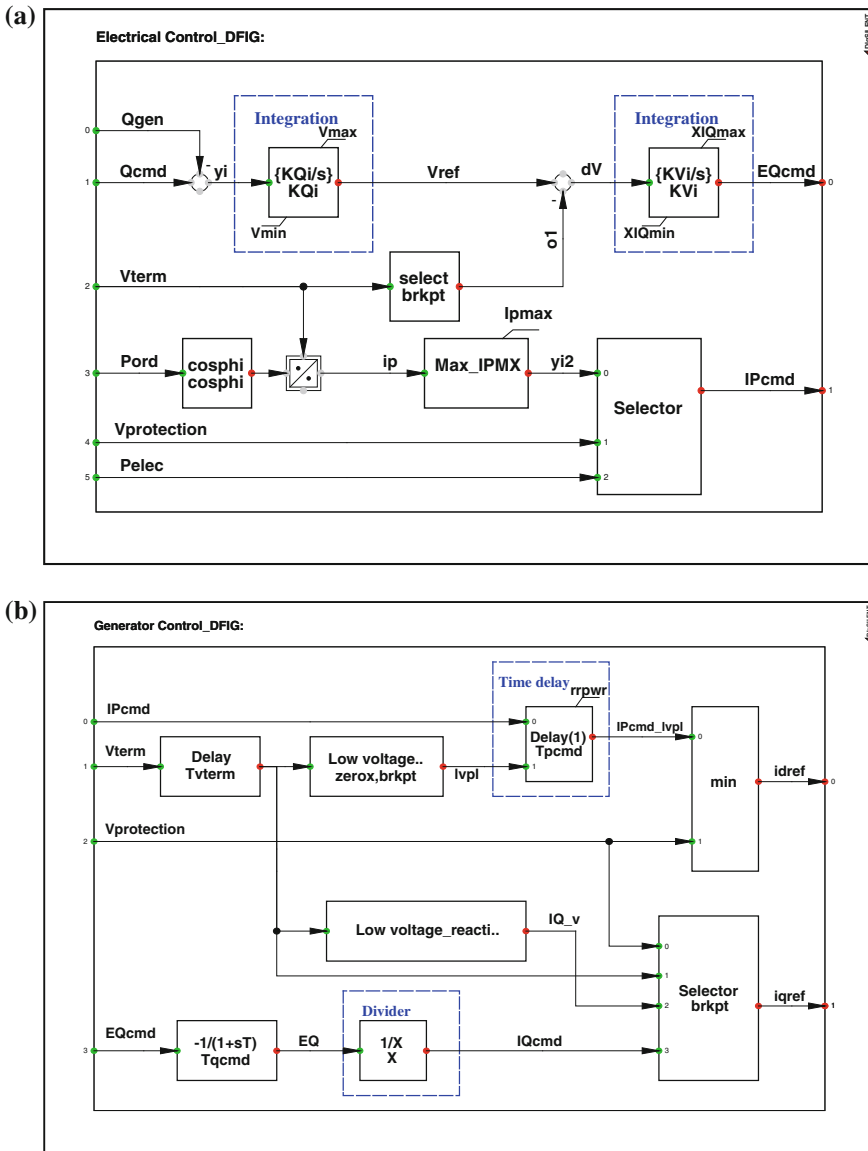 (a)
Electrical Control_DFIG:
Integration
Integration
Qgen
Vmax
XIQmax
0
Qcmd
- yi
{KQi/s}
KQi
Vref
dV
{KVi/s}
KVi
EQcmd
1
0
Vmin
-
o1
XIQmin
Vterm
2
select
brkpt
Ipmax
Pord
3
cosphi
cosphi
ip
Max_IPMX
yi2
0
Selector
IPcmd
1
Vprotection
4
1
Pelec
5
2
(b)
Generator Control_DFIG:
Time delay
rrpwr
IPcmd
0
0
Delay(1)
Tpcmd
IPcmd_lvpl
0
Vterm
1
Delay
Tvterm
Low voltage..
zerox,brkpt
lvpl
1
min
idref
0
Vprotection
2
1
Low voltage_reacti..
IQ_v
0
1
2
Selector
brkpt
iqref
1
Divider
EQcmd
3
-1/(1+sT)
Tqcmd
EQ
1/X
X
IQcmd
3